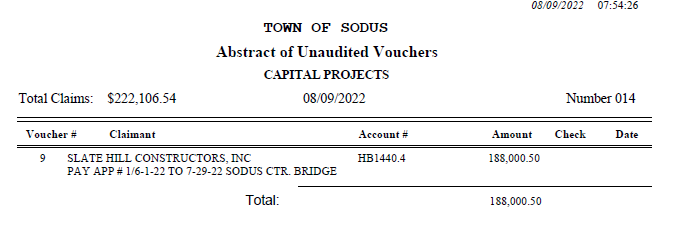 08/09/2022 07:54:26
TOWN OF SODUS
Abstract of Unaudited Vouchers
CAPITAL PROJECTS
Total Claims: $222,106.54 08/09/2022 Number 014
Voucher # Claimant Account # Amount Check Date
9 SLATE HILL CONSTRUCTORS, INC HB1440.4 188,000.50
PAY APP # 1/6-1-22 TO 7-29-22 SODUS CTR. BRIDGE
Total: 188,000.50